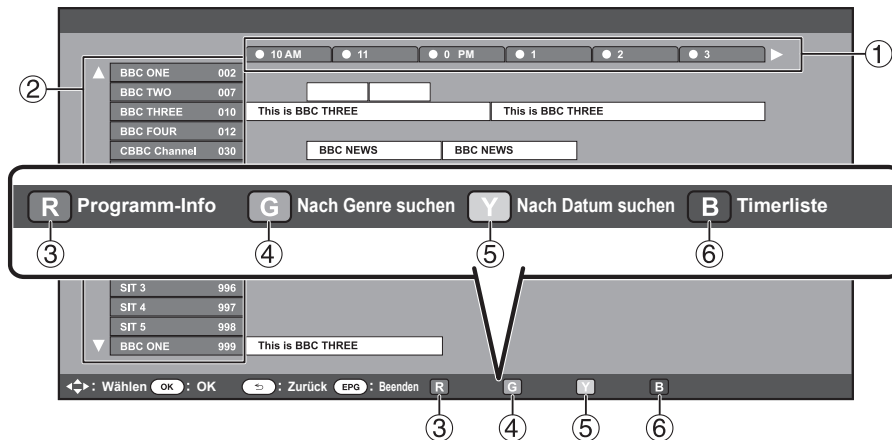 10 AM 11 0 PM 1 2 3 ①
②
BBC ONE 002
BBC TWO 007
BBC THREE 010 This is BBC THREE This is BBC THREE
BBC FOUR 012
CBBC Channel 030 BBC NEWS BBC NEWS
R Programm-Info G Nach Genre suchen Y Nach Datum suchen B Timerliste
③ ④ ⑤ ⑥
SIT 3 996
SIT 4 997
SIT 5 998
BBC ONE 999 This is BBC THREE
: Wählen OK : OK : Zurück EPG : Beenden R G Y B
③ ④ ⑤ ⑥